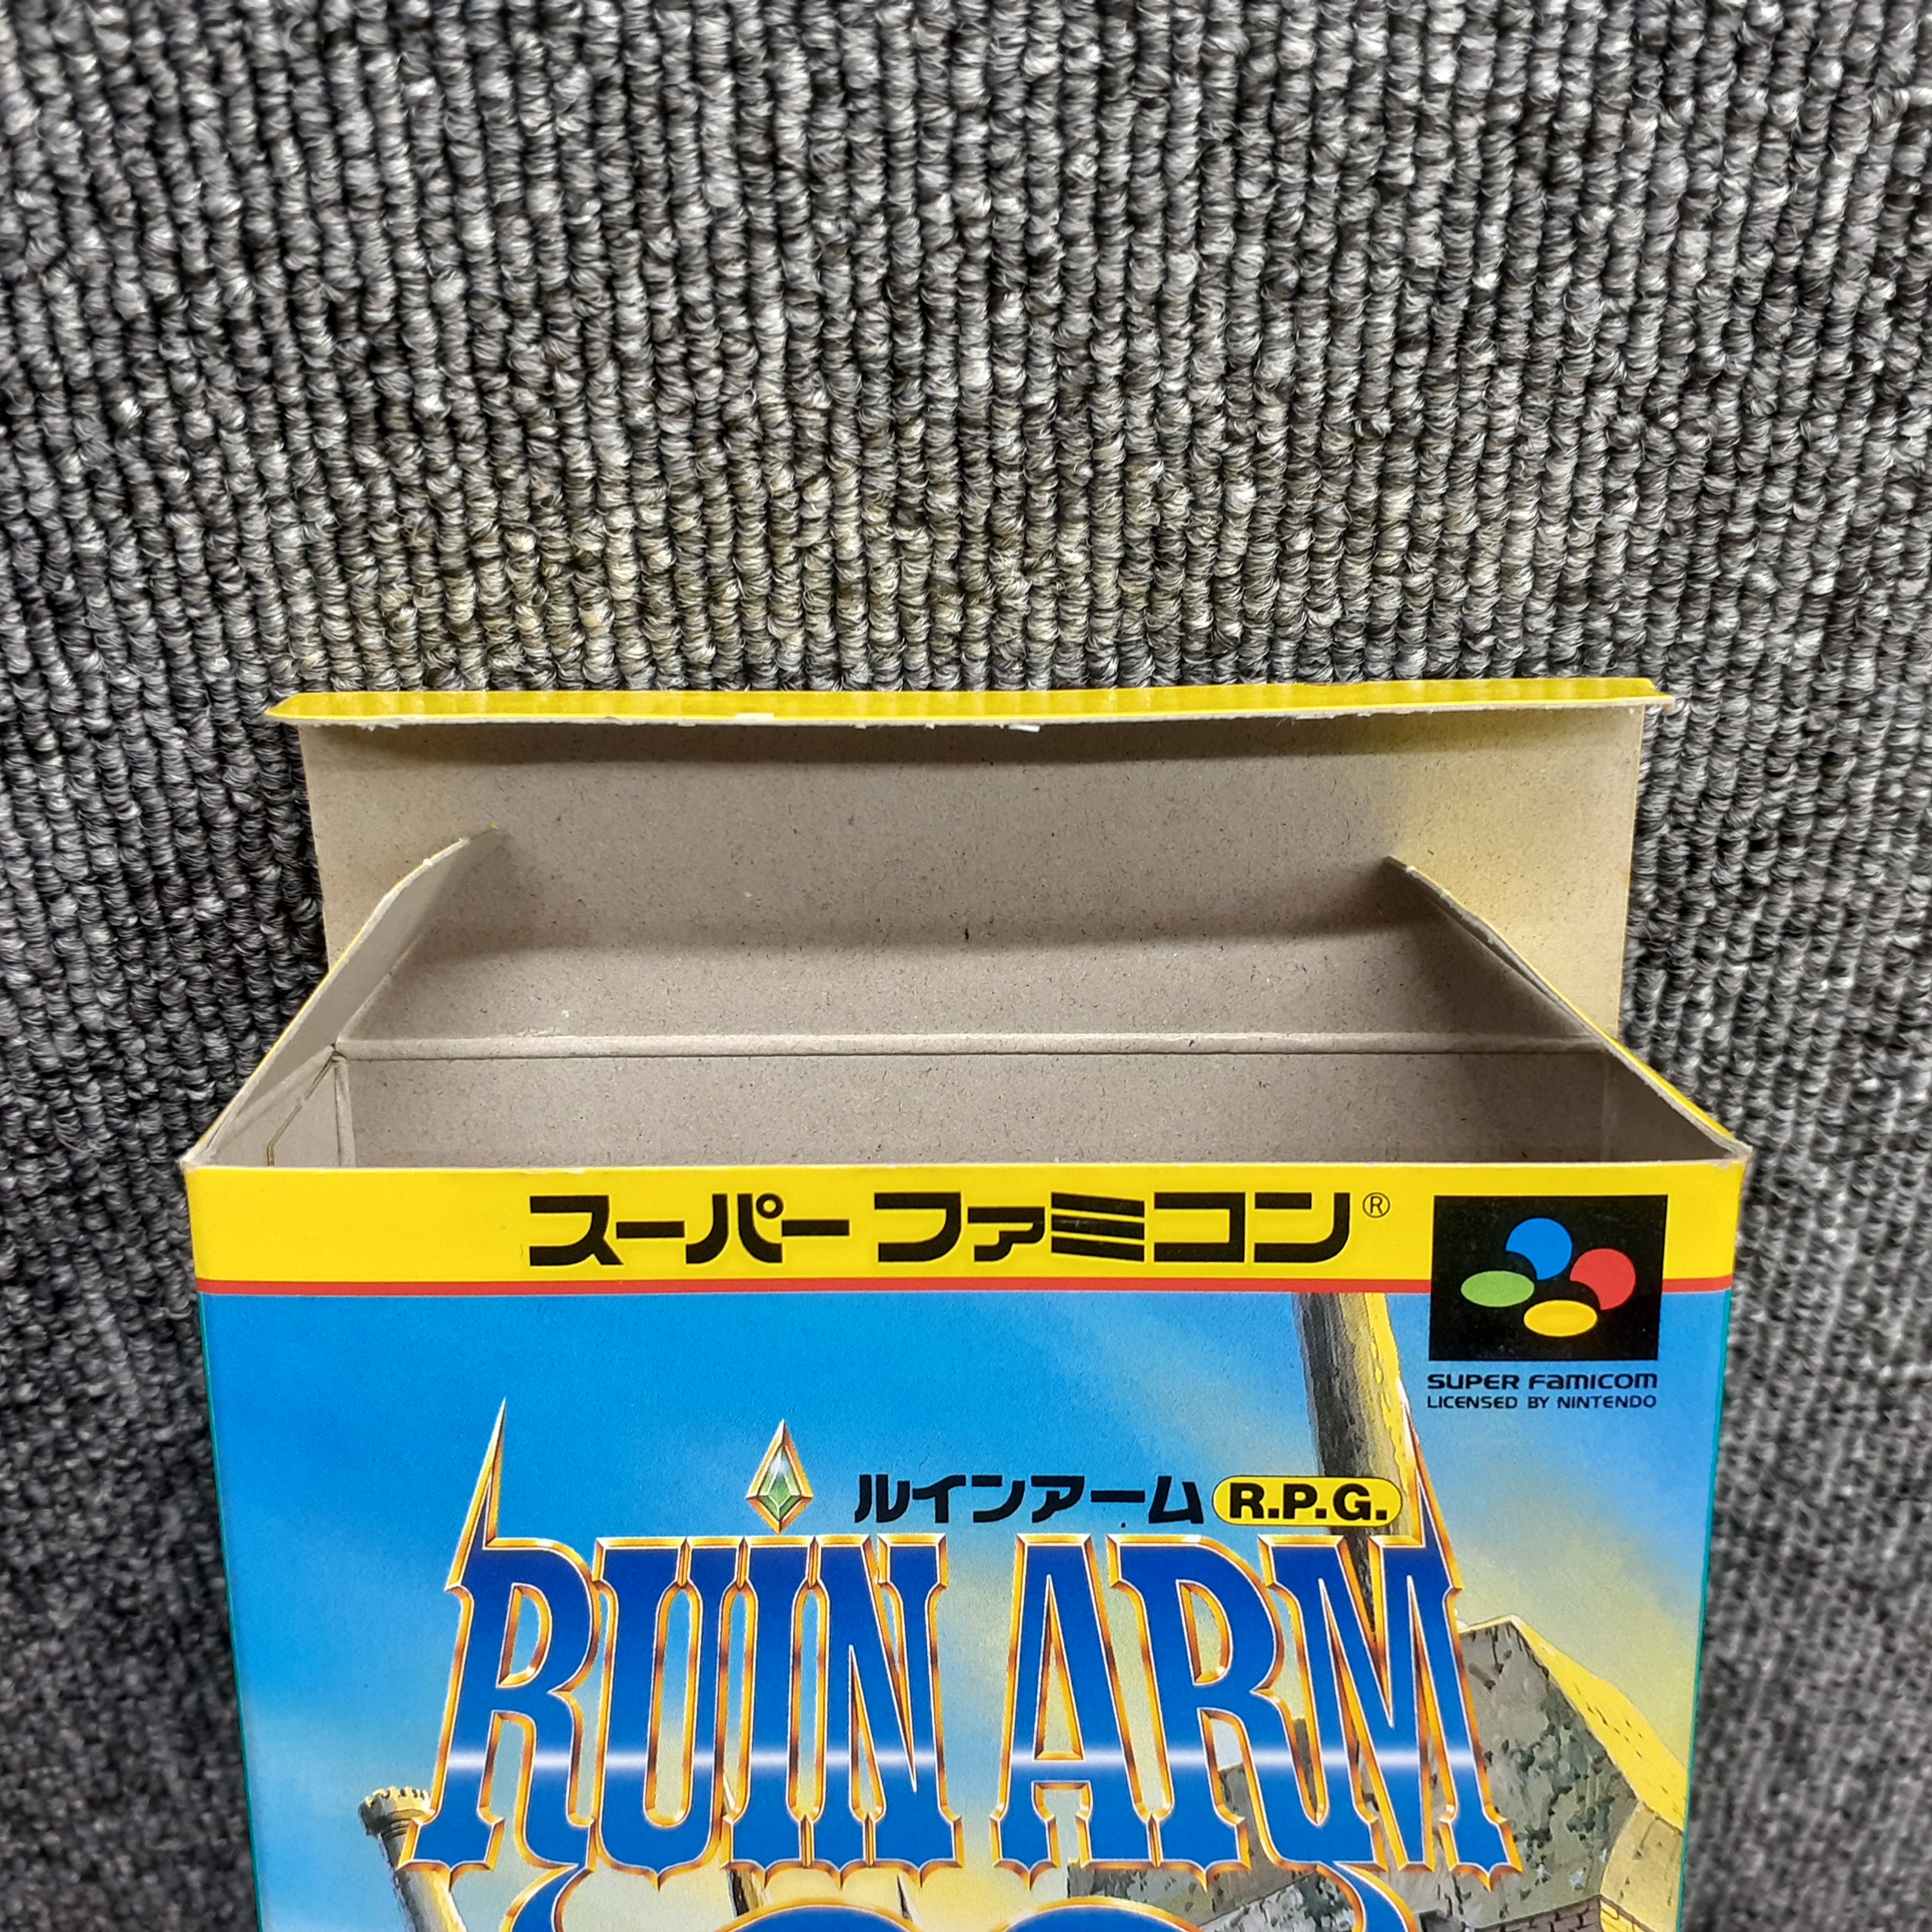 スーパーファミコン®
SUPER FAMICOM
LICENSED BY NINTENDO
ルインアーム R.P.G.
RUIN ARM